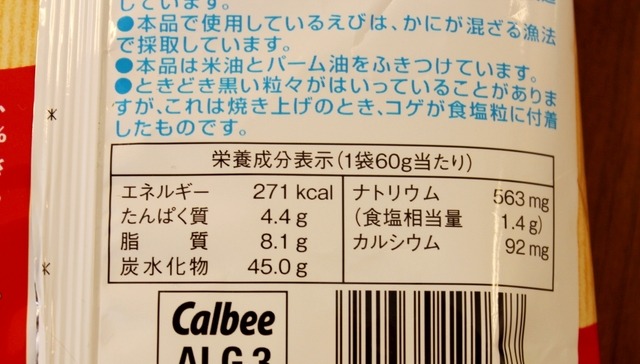 しています。
●本品で使用しているえびは、かにが混ざる漁法
で採取しています。
●本品は米油とパーム油をふきつけています。
●ときどき黒い粒々がはいっていることがありま
すが、これは焼き上げのとき、コゲが食塩粒に付着
したものです。
栄養成分表示(1袋60g当たり)
エネルギー 271 kcal ナトリウム 563 mg
たんぱく質 4.4 g (食塩相当量 1.4 g)
脂質 8.1 g カルシウム 92 mg
炭水化物 45.0 g
Calbee
ALG 3